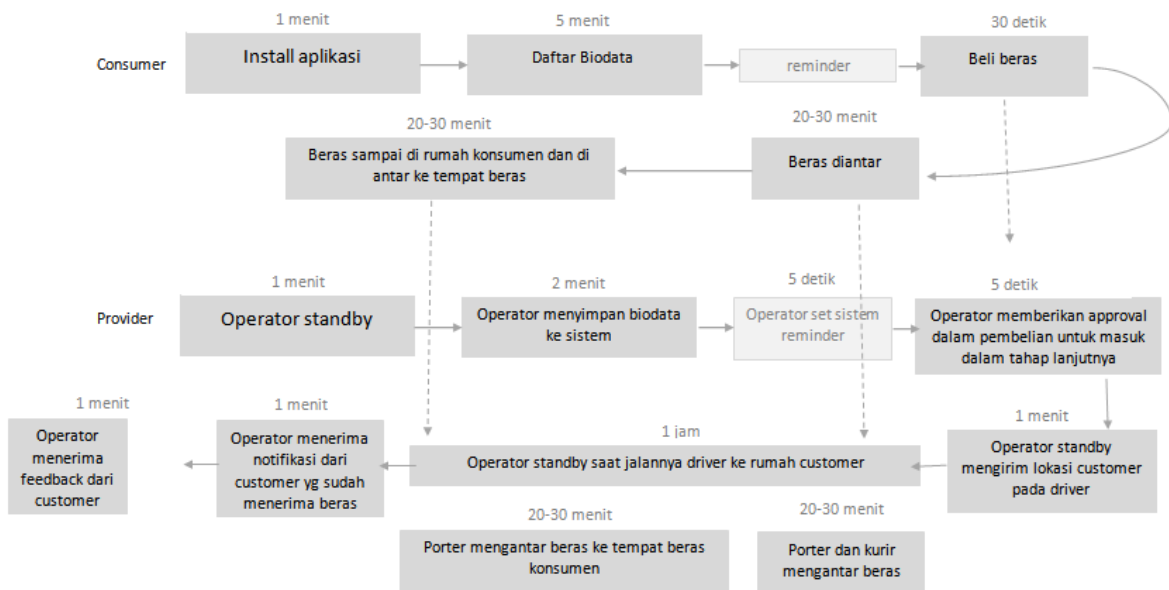 1 menit
5 menit
30 detik
Consumer
Install aplikasi
Daftar Biodata
reminder
Beli beras
20-30 menit
20-30 menit
Beras sampai di rumah konsumen dan di
antar ke tempat beras
Beras diantar
1 menit
2 menit
5 detik
5 detik
Provider
Operator standby
Operator menyimpan biodata
ke sistem
Operator set sistem
reminder
Operator memberikan approval
dalam pembelian untuk masuk
dalam tahap lanjutnya
1 menit
1 menit
1 jam
1 menit
Operator
menerima
feedback dari
customer
Operator menerima
notifikasi dari
customer yg sudah
menerima beras
Operator standby saat jalannya driver ke rumah customer
Operator standby
mengirim lokasi customer
pada driver
20-30 menit
20-30 menit
Porter mengantar beras ke tempat beras
konsumen
Porter dan kurir
mengantar beras